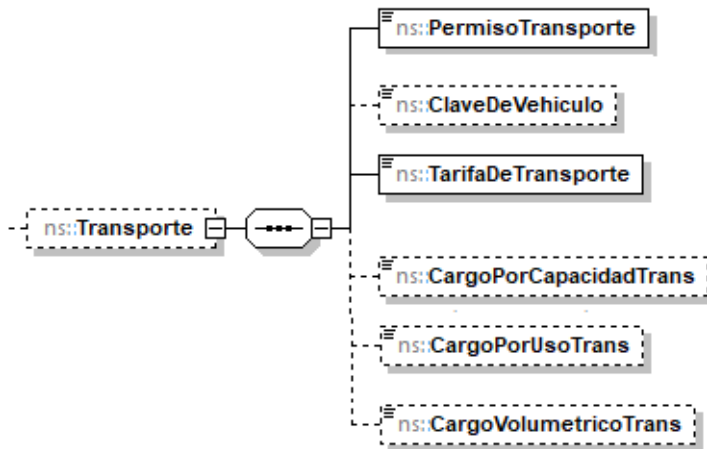 ns::PermisoTransporte
ns::ClaveDeVehiculo
ns::TarifaDeTransporte
ns::Transporte
ns::CargoPorCapacidadTrans
ns::CargoPorUsoTrans
ns::CargoVolumetricoTrans